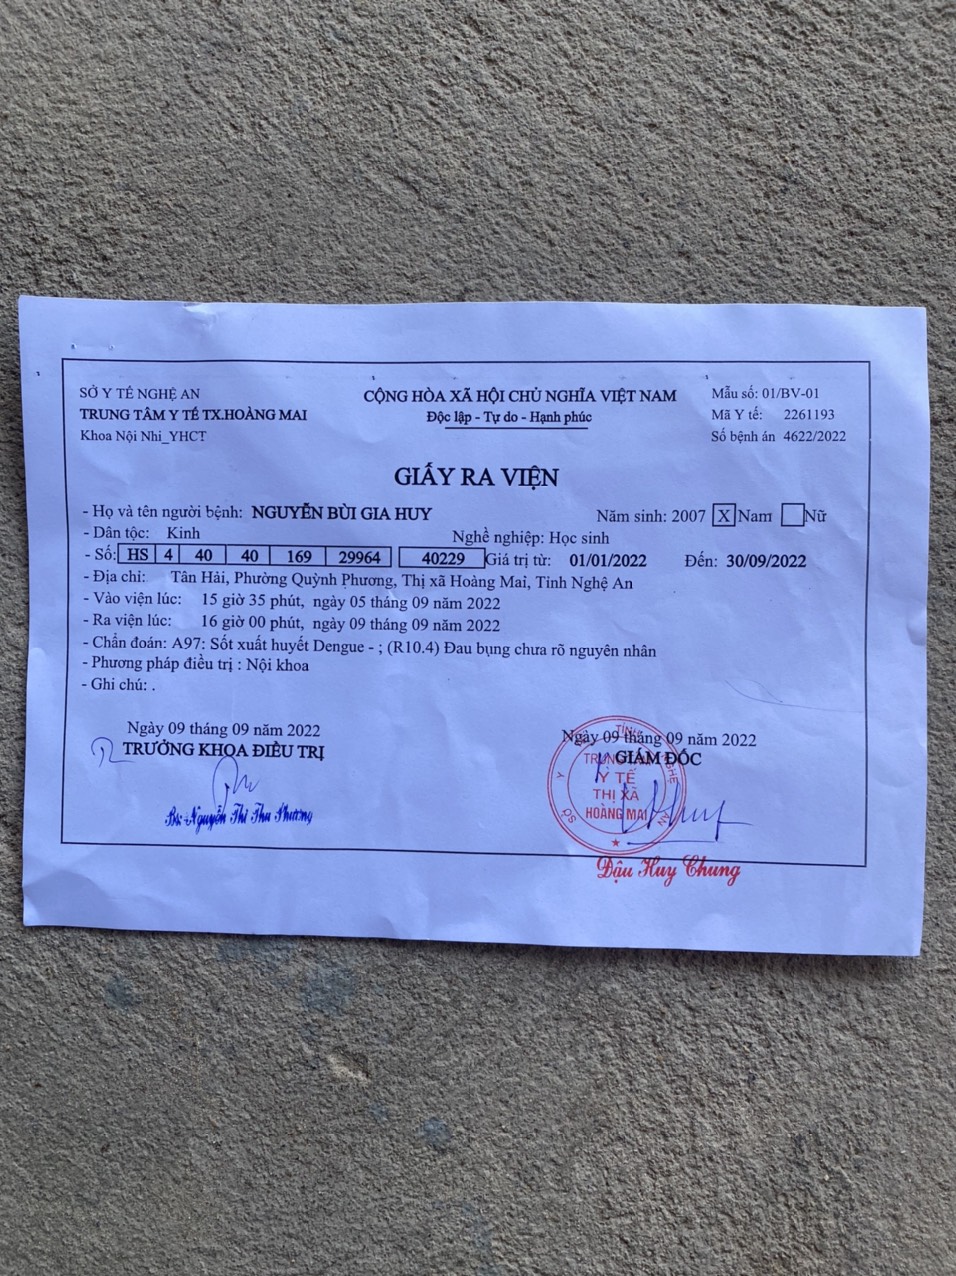 SỞ Y TẾ NGHỆ AN
TRUNG TÂM Y TẾ TX.HOÀNG MAI
Khoa Nội Nhi_YHCT
CỘNG HÒA XÃ HỘI CHỦ NGHĨA VIỆT NAM
Độc lập - Tự do - Hạnh phúc
Mẫu số: 01/BV-01
Mã Y tế: 2261193
Số bệnh án 4622/2022
GIẤY RA VIỆN
- Họ và tên người bệnh: NGUYỄN BÙI GIA HUY Năm sinh: 2007 X Nam Nữ
- Dân tộc: Kinh Nghề nghiệp: Học sinh
- Số: HS 4 40 40 169 29964 40229 Giá trị từ: 01/01/2022 Đến: 30/09/2022
- Địa chỉ: Tân Hải, Phường Quỳnh Phương, Thị xã Hoàng Mai, Tỉnh Nghệ An
- Vào viện lúc: 15 giờ 35 phút, ngày 05 tháng 09 năm 2022
- Ra viện lúc: 16 giờ 00 phút, ngày 09 tháng 09 năm 2022
- Chẩn đoán: A97: Sốt xuất huyết Dengue - ; (R10.4) Đau bụng chưa rõ nguyên nhân
- Phương pháp điều trị : Nội khoa
- Ghi chú: .
Ngày 09 tháng 09 năm 2022
TRƯỞNG KHOA ĐIỀU TRỊ
Bs: Nguyễn Thị Thu Phương
Ngày 09 tháng 09 năm 2022
GIÁM ĐỐC
SỞ Y TẾ TỈNH NGHỆ AN
TRUNG TÂM
Y TẾ
THỊ XÃ
HOÀNG MAI
Đậu Huy Chung